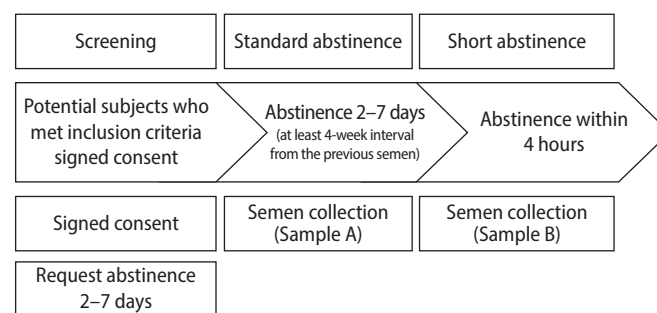 Screening
Standard abstinence
Short abstinence
Potential subjects who
met inclusion criteria
signed consent
Abstinence 2–7 days
(at least 4-week interval
from the previous semen)
Abstinence within
4 hours
Signed consent
Semen collection
(Sample A)
Semen collection
(Sample B)
Request abstinence
2–7 days